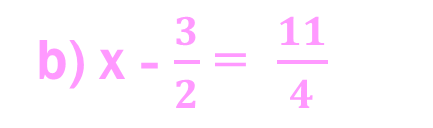 b) x - 3/2 = 11/4